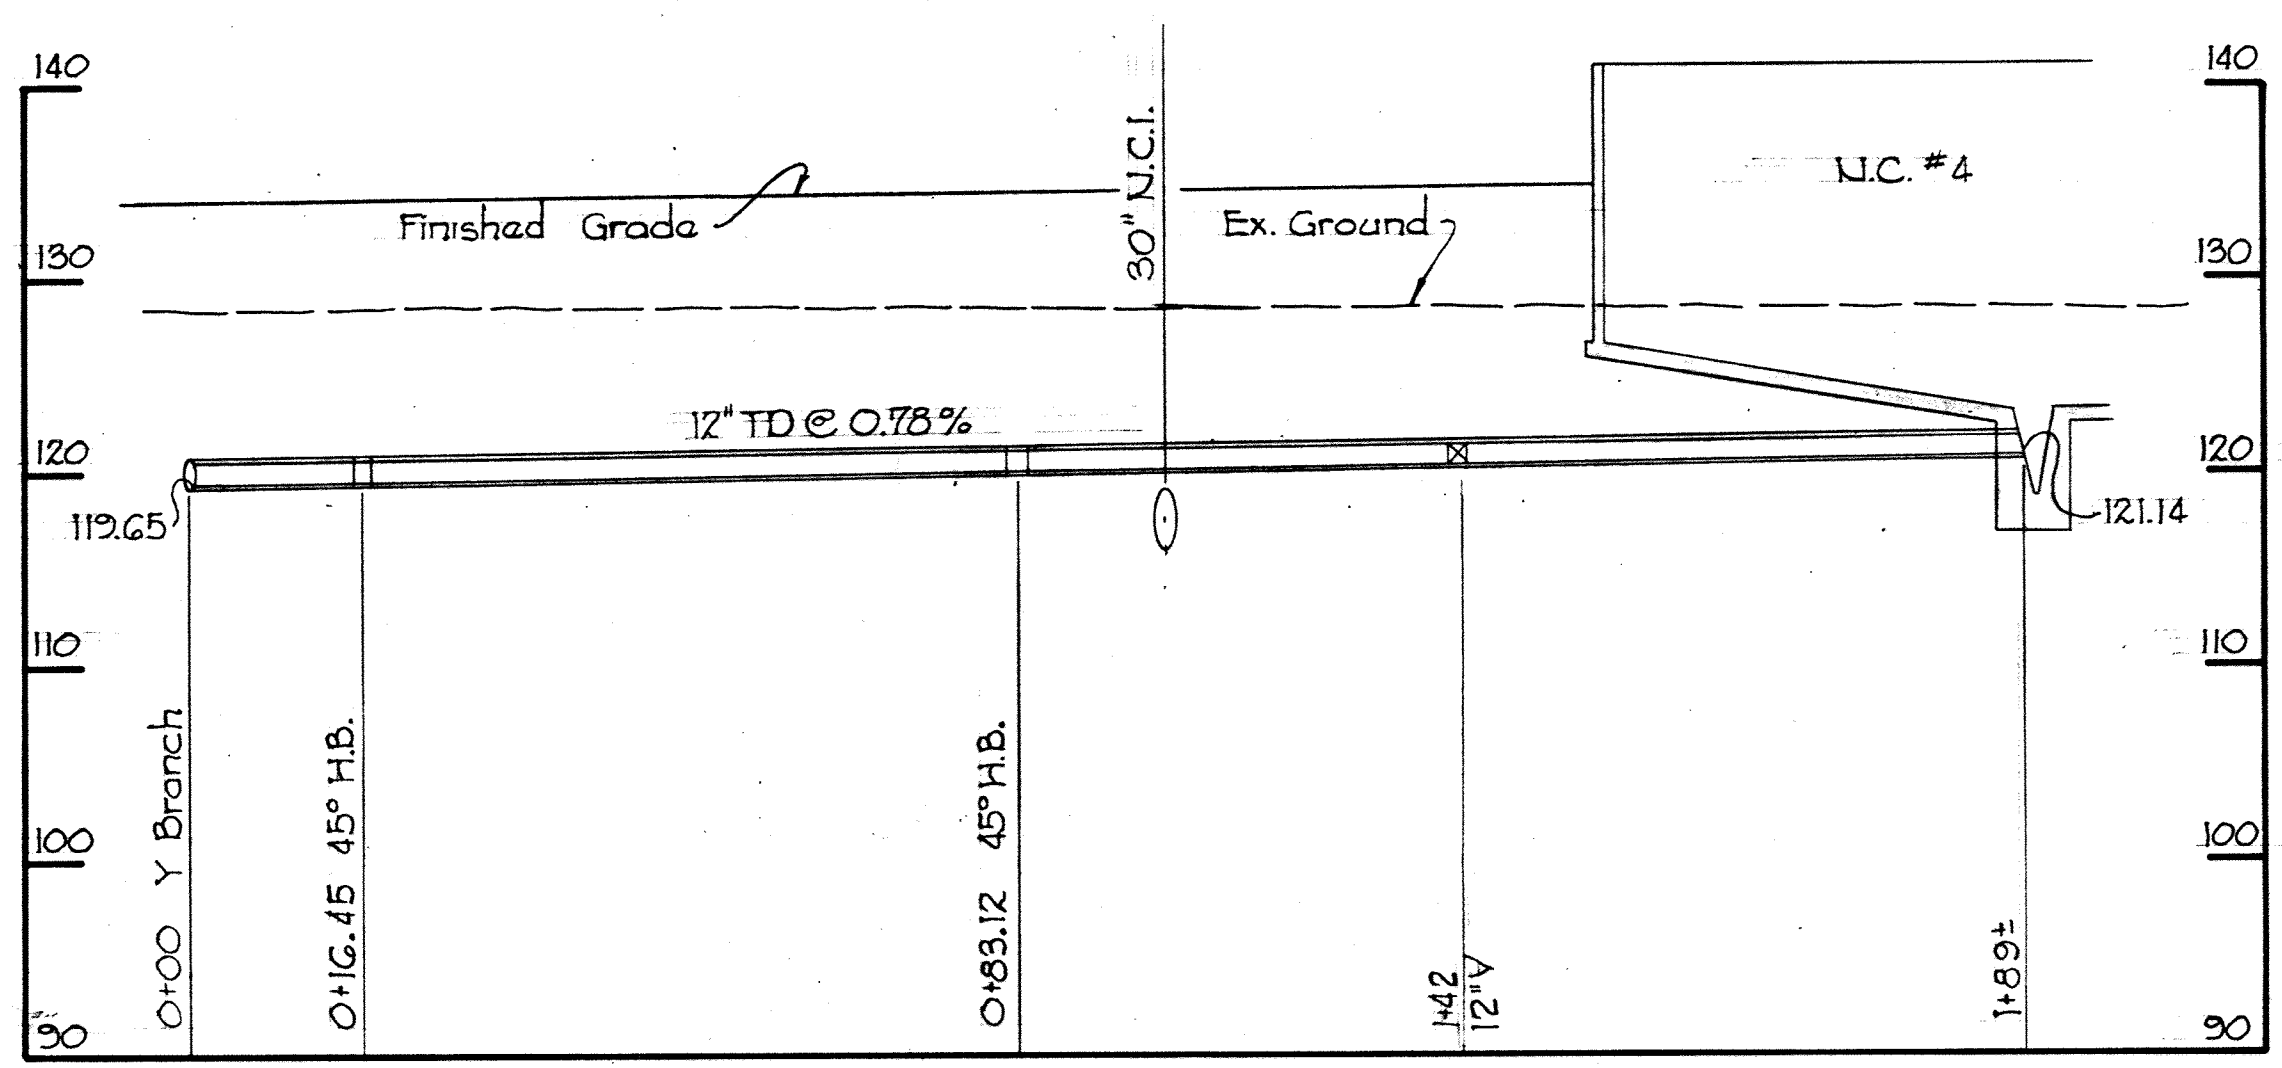 140
140
30" N.C.I.
N.C. #4
Finished Grade
Ex. Ground
130
130
12" TD @ 0.78%
120
120
119.65
121.14
110
110
0+00 Y Branch
0+16.45 45° H.B.
0+83.12 45° H.B.
1+42
12" V
1+89±
100
100
90
90